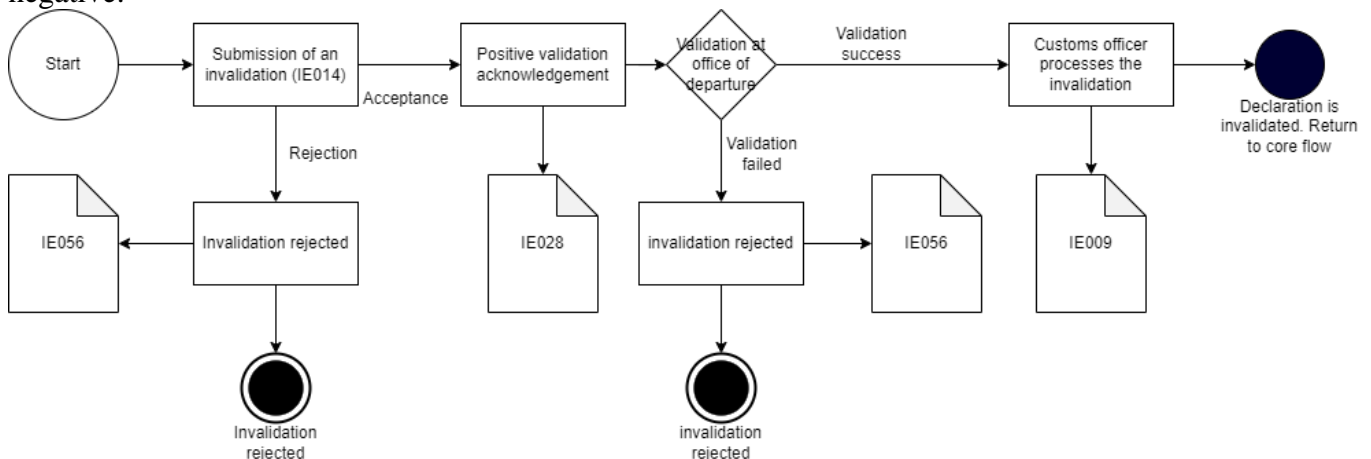 negative.
Start
Submission of an
invalidation (IE014)
Acceptance
Positive validation
acknowledgement
Validation at
office of
departure
Validation
success
Customs officer
processes the
invalidation
Declaration is
invalidated. Return
to core flow
Rejection
Validation
failed
IE056
Invalidation rejected
IE028
invalidation rejected
IE056
IE009
Invalidation
rejected
invalidation
rejected